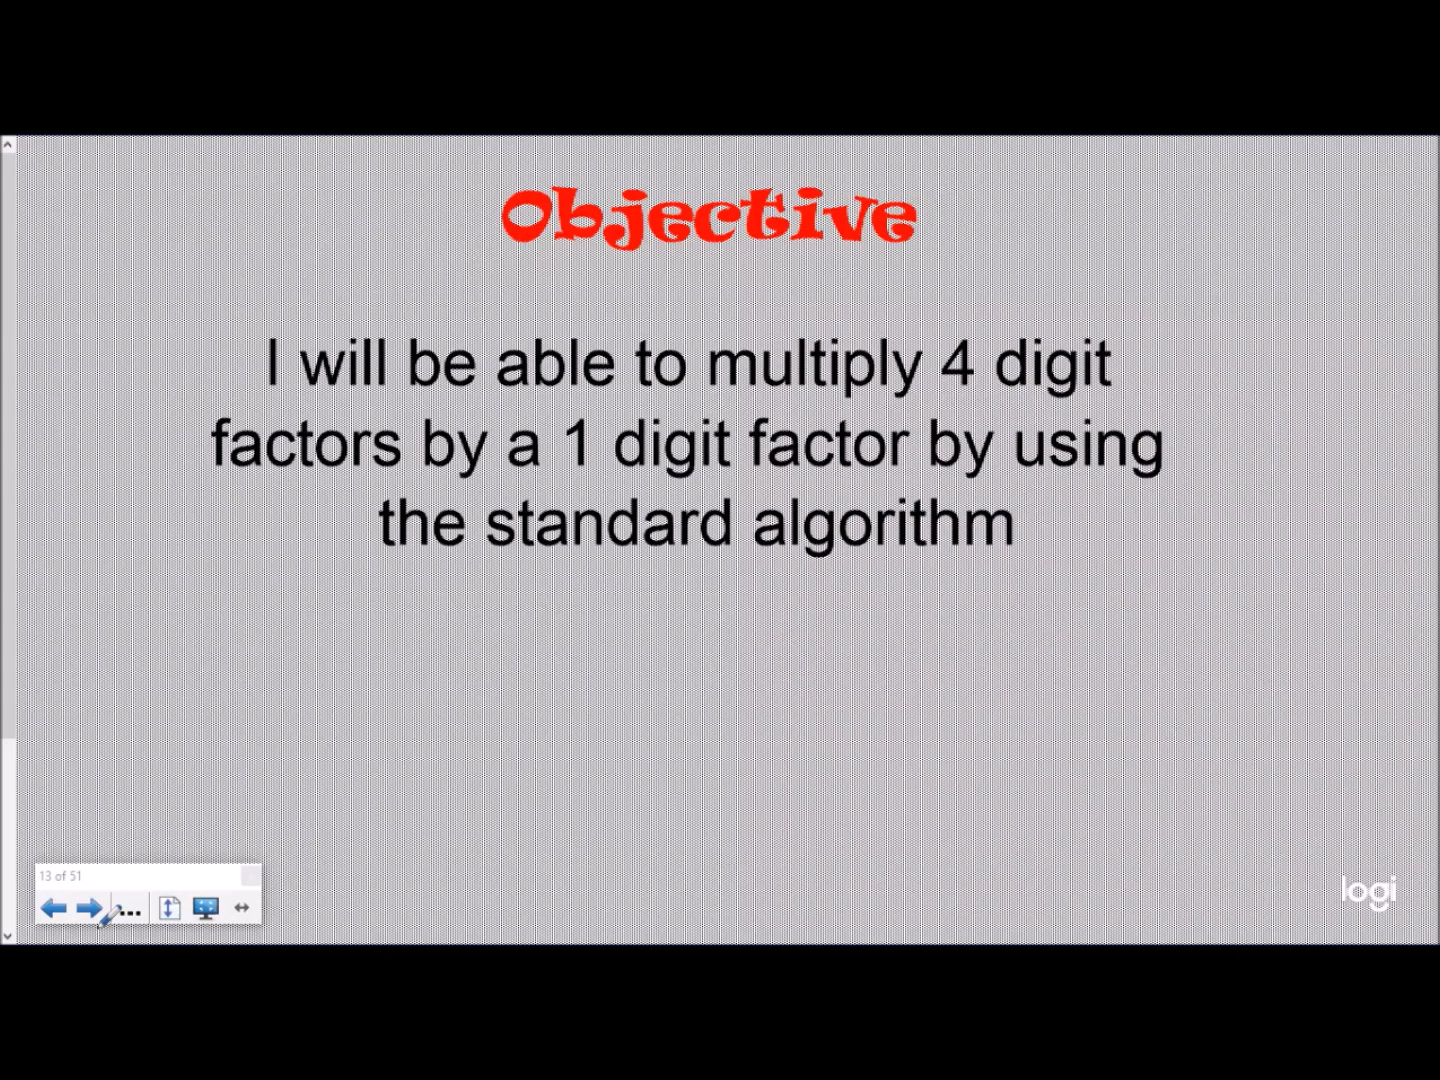 Objective
I will be able to multiply 4 digit
factors by a 1 digit factor by using
the standard algorithm
13 of 51
logi